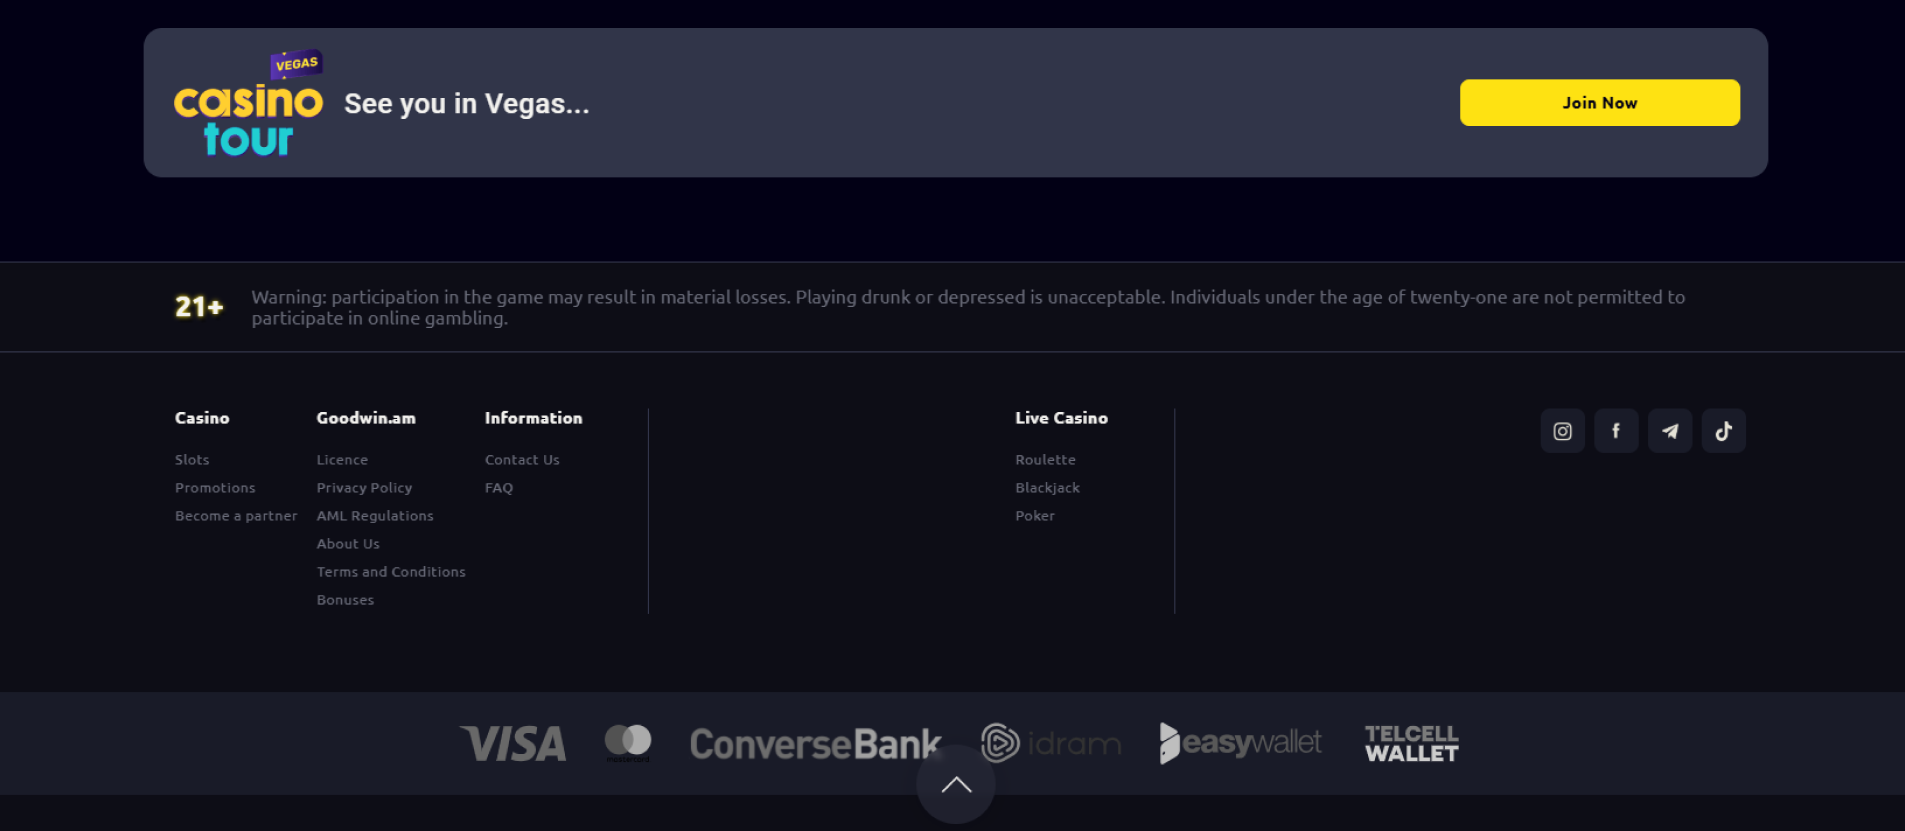 VEGAS
casino
tour
See you in Vegas...
Join Now
21+
Warning: participation in the game may result in material losses. Playing drunk or depressed is unacceptable. Individuals under the age of twenty-one are not permitted to
participate in online gambling.
Casino
Slots
Promotions
Become a partner
Goodwin.am
Licence
Privacy Policy
AML Regulations
About Us
Terms and Conditions
Bonuses
Information
Contact Us
FAQ
Live Casino
Roulette
Blackjack
Poker
VISA
mastercard
ConverseBank
idram
easywallet
TELCELL
WALLET